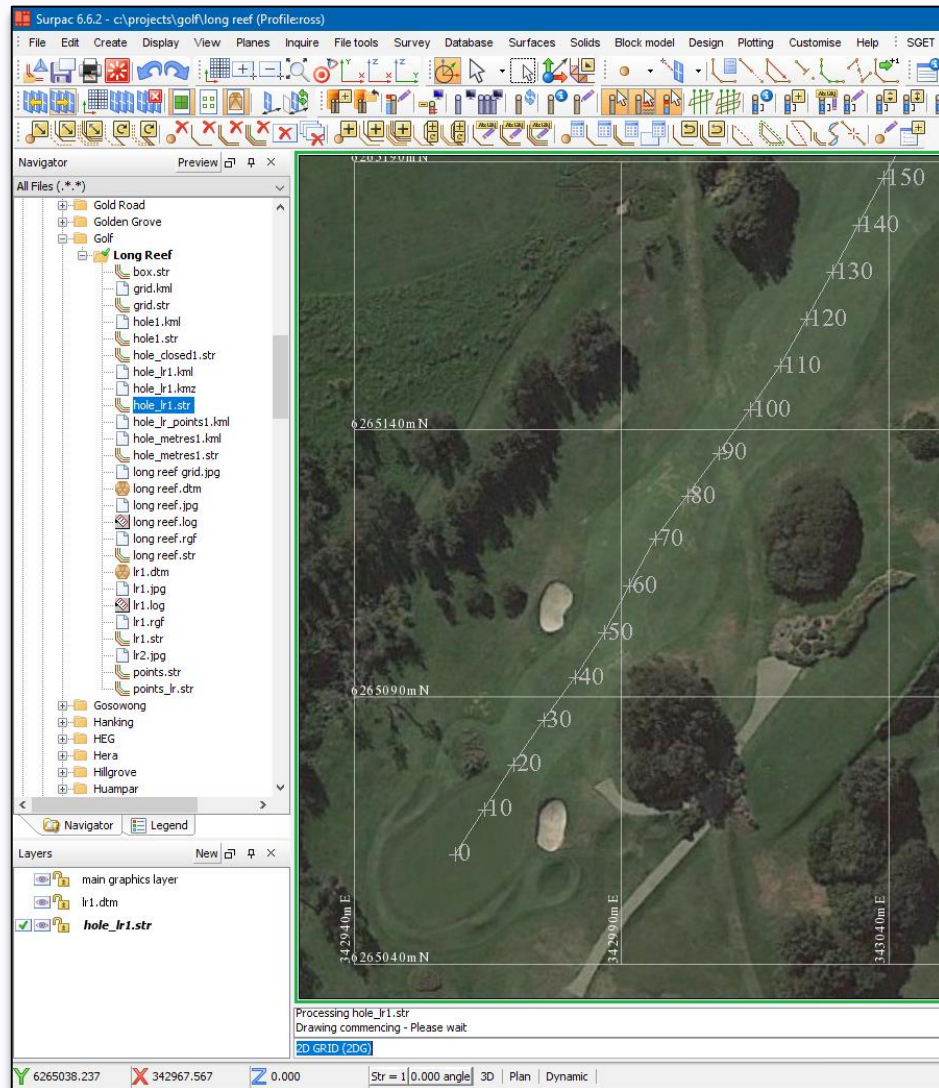 Surpac 6.6.2 - c:\projects\golf\long reef (Profile:ross)
File Edit Create Display View Planes Inquire File tools Survey Database Surfaces Solids Block model Design Plotting Customise Help SGET
Navigator Preview
All Files (.*.*)
Gold Road
Golden Grove
Golf
Long Reef
box.str
grid.kml
grid.str
hole1.kml
hole1.str
hole_closed1.str
hole_lr1.kml
hole_lr1.kmz
hole_lr1.str
hole_lr_points1.kml
hole_metres1.kml
hole_metres1.str
long reef grid.jpg
long reef.dtm
long reef.jpg
long reef.log
long reef.rgf
long reef.str
lr1.dtm
lr1.jpg
lr1.log
lr1.rgf
lr1.str
lr2.jpg
points.str
points_lr.str
Gosowong
Hanking
HEG
Hera
Hillgrove
Huampar
Navigator Legend
Layers New
main graphics layer
lr1.dtm
hole_lr1.str
6265190m N
150
140
130
120
110
100
6265140m N
90
80
70
60
50
40
6265090m N
30
20
10
0
342940m E
342990m E
343040m E
6265040m N
Processing hole_lr1.str
Drawing commencing - Please wait
2D GRID {2DG}
Y 6265038.237 X 342967.567 Z 0.000 Str = 1 0.000 angle 3D Plan Dynamic